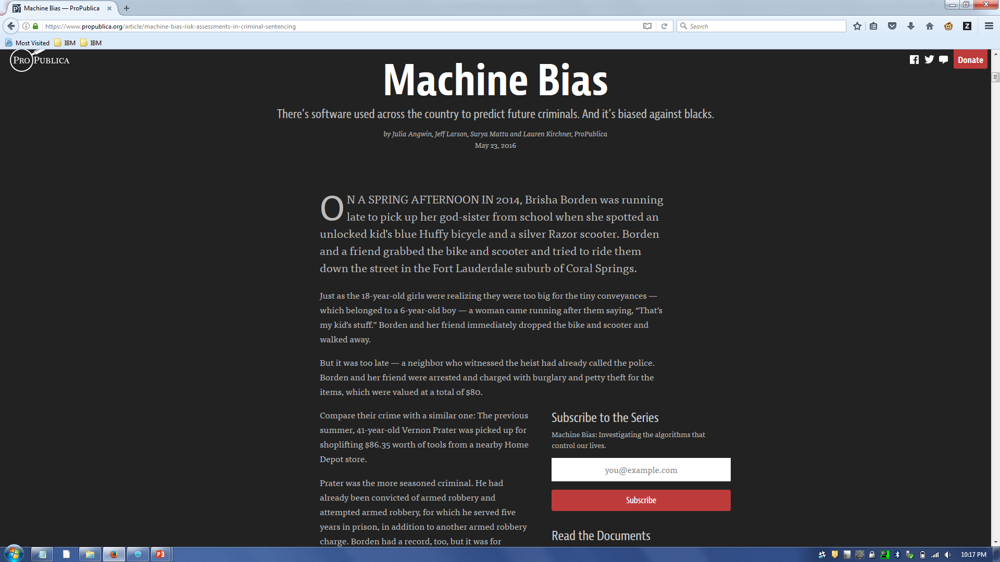 Machine Bias — ProPublica
https://www.propublica.org/article/machine-bias-risk-assessments-in-criminal-sentencing
Search
Most Visited
IBM
IBM
PROPUBLICA
Donate
Machine Bias
There’s software used across the country to predict future criminals. And it’s biased against blacks.
by Julia Angwin, Jeff Larson, Surya Mattu and Lauren Kirchner, ProPublica
May 23, 2016
ON A SPRING AFTERNOON IN 2014, Brisha Borden was running
late to pick up her god-sister from school when she spotted an
unlocked kid’s blue Huffy bicycle and a silver Razor scooter. Borden
and a friend grabbed the bike and scooter and tried to ride them
down the street in the Fort Lauderdale suburb of Coral Springs.
Just as the 18-year-old girls were realizing they were too big for the tiny conveyances —
which belonged to a 6-year-old boy — a woman came running after them saying, “That’s
my kid’s stuff.” Borden and her friend immediately dropped the bike and scooter and
walked away.
But it was too late — a neighbor who witnessed the heist had already called the police.
Borden and her friend were arrested and charged with burglary and petty theft for the
items, which were valued at a total of $80.
Compare their crime with a similar one: The previous
summer, 41-year-old Vernon Prater was picked up for
shoplifting $86.35 worth of tools from a nearby Home
Depot store.
Prater was the more seasoned criminal. He had
already been convicted of armed robbery and
attempted armed robbery, for which he served five
years in prison, in addition to another armed robbery
charge. Borden had a record, too, but it was for
Subscribe to the Series
Machine Bias: Investigating the algorithms that
control our lives.
you@example.com
Subscribe
Read the Documents
10:17 PM